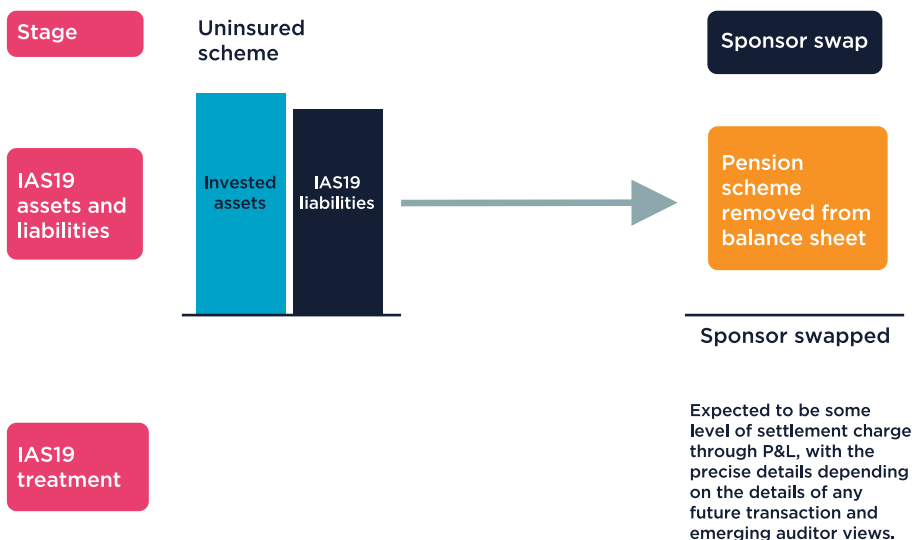 Stage
Uninsured
scheme
Sponsor swap
IAS19
assets and
liabilities
Invested
assets
IAS19
liabilities
Pension
scheme
removed from
balance sheet
Sponsor swapped
IAS19
treatment
Expected to be some
level of settlement charge
through P&L, with the
precise details depending
on the details of any
future transaction and
emerging auditor views.